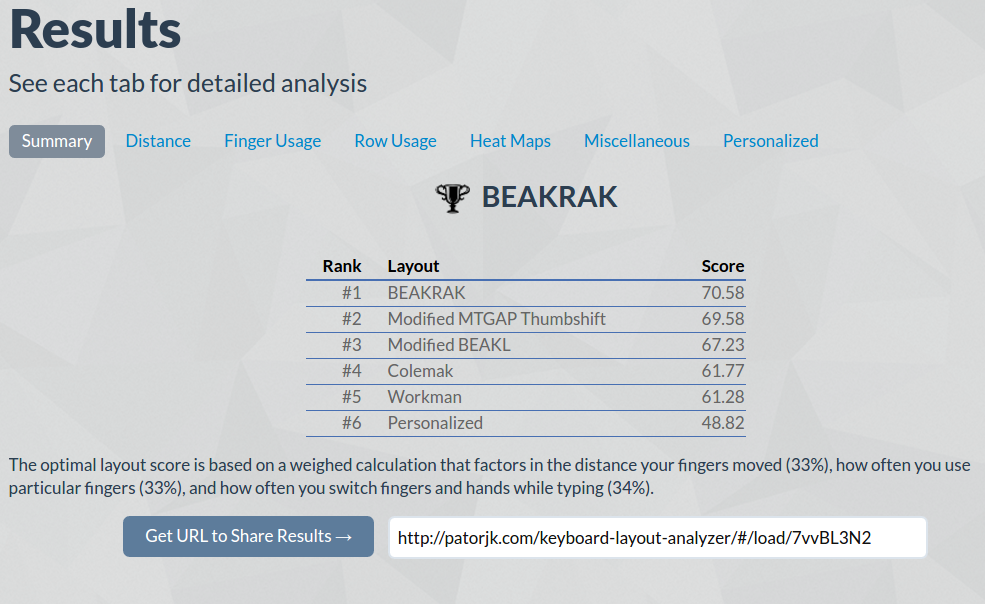 Results
See each tab for detailed analysis
Summary Distance Finger Usage Row Usage Heat Maps Miscellaneous Personalized
BEAKRAK
Rank Layout Score
#1 BEAKRAK 70.58
#2 Modified MTGAP Thumbshift 69.58
#3 Modified BEAKL 67.23
#4 Colemak 61.77
#5 Workman 61.28
#6 Personalized 48.82
The optimal layout score is based on a weighed calculation that factors in the distance your fingers moved (33%), how often you use
particular fingers (33%), and how often you switch fingers and hands while typing (34%).
Get URL to Share Results → http://patorjk.com/keyboard-layout-analyzer/#/load/7vvBL3N2